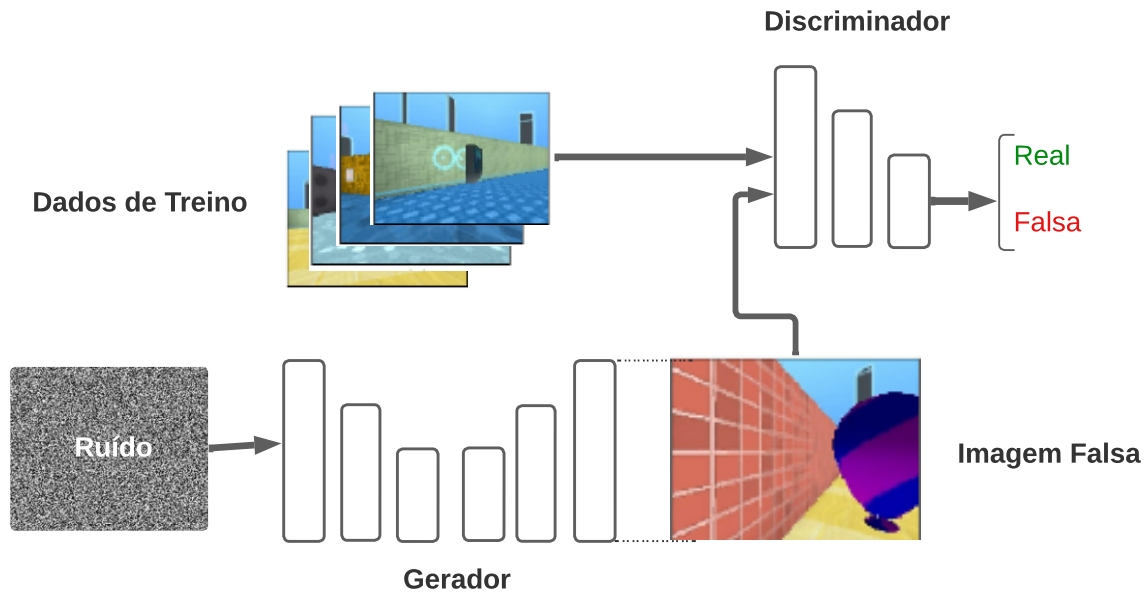 Discriminador
Real
Dados de Treino
Falsa
Ruído
Imagem Falsa
Gerador